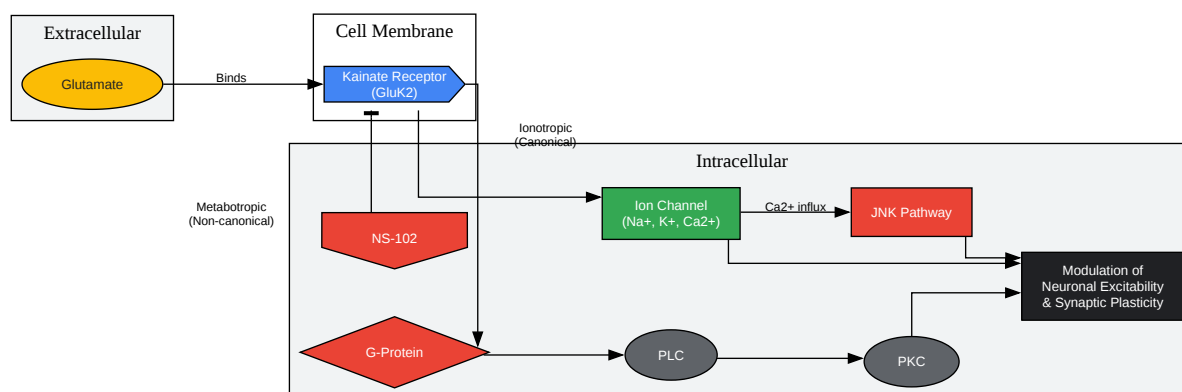 Extracellular
Cell Membrane
Glutamate
Binds
Kainate Receptor
(GluK2)
Ionotropic
(Canonical)
Intracellular
Metabotropic
(Non-canonical)
NS-102
Ion Channel
(Na+, K+, Ca2+)
Ca2+ influx
JNK Pathway
Modulation of
Neuronal Excitability
& Synaptic Plasticity
G-Protein
PLC
PKC